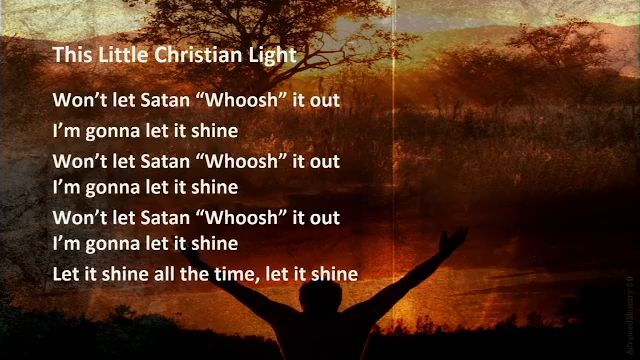 This Little Christian Light
Won’t let Satan “Whoosh” it out
I’m gonna let it shine
Won’t let Satan “Whoosh” it out
I’m gonna let it shine
Won’t let Satan “Whoosh” it out
I’m gonna let it shine
Let it shine all the time, let it shine